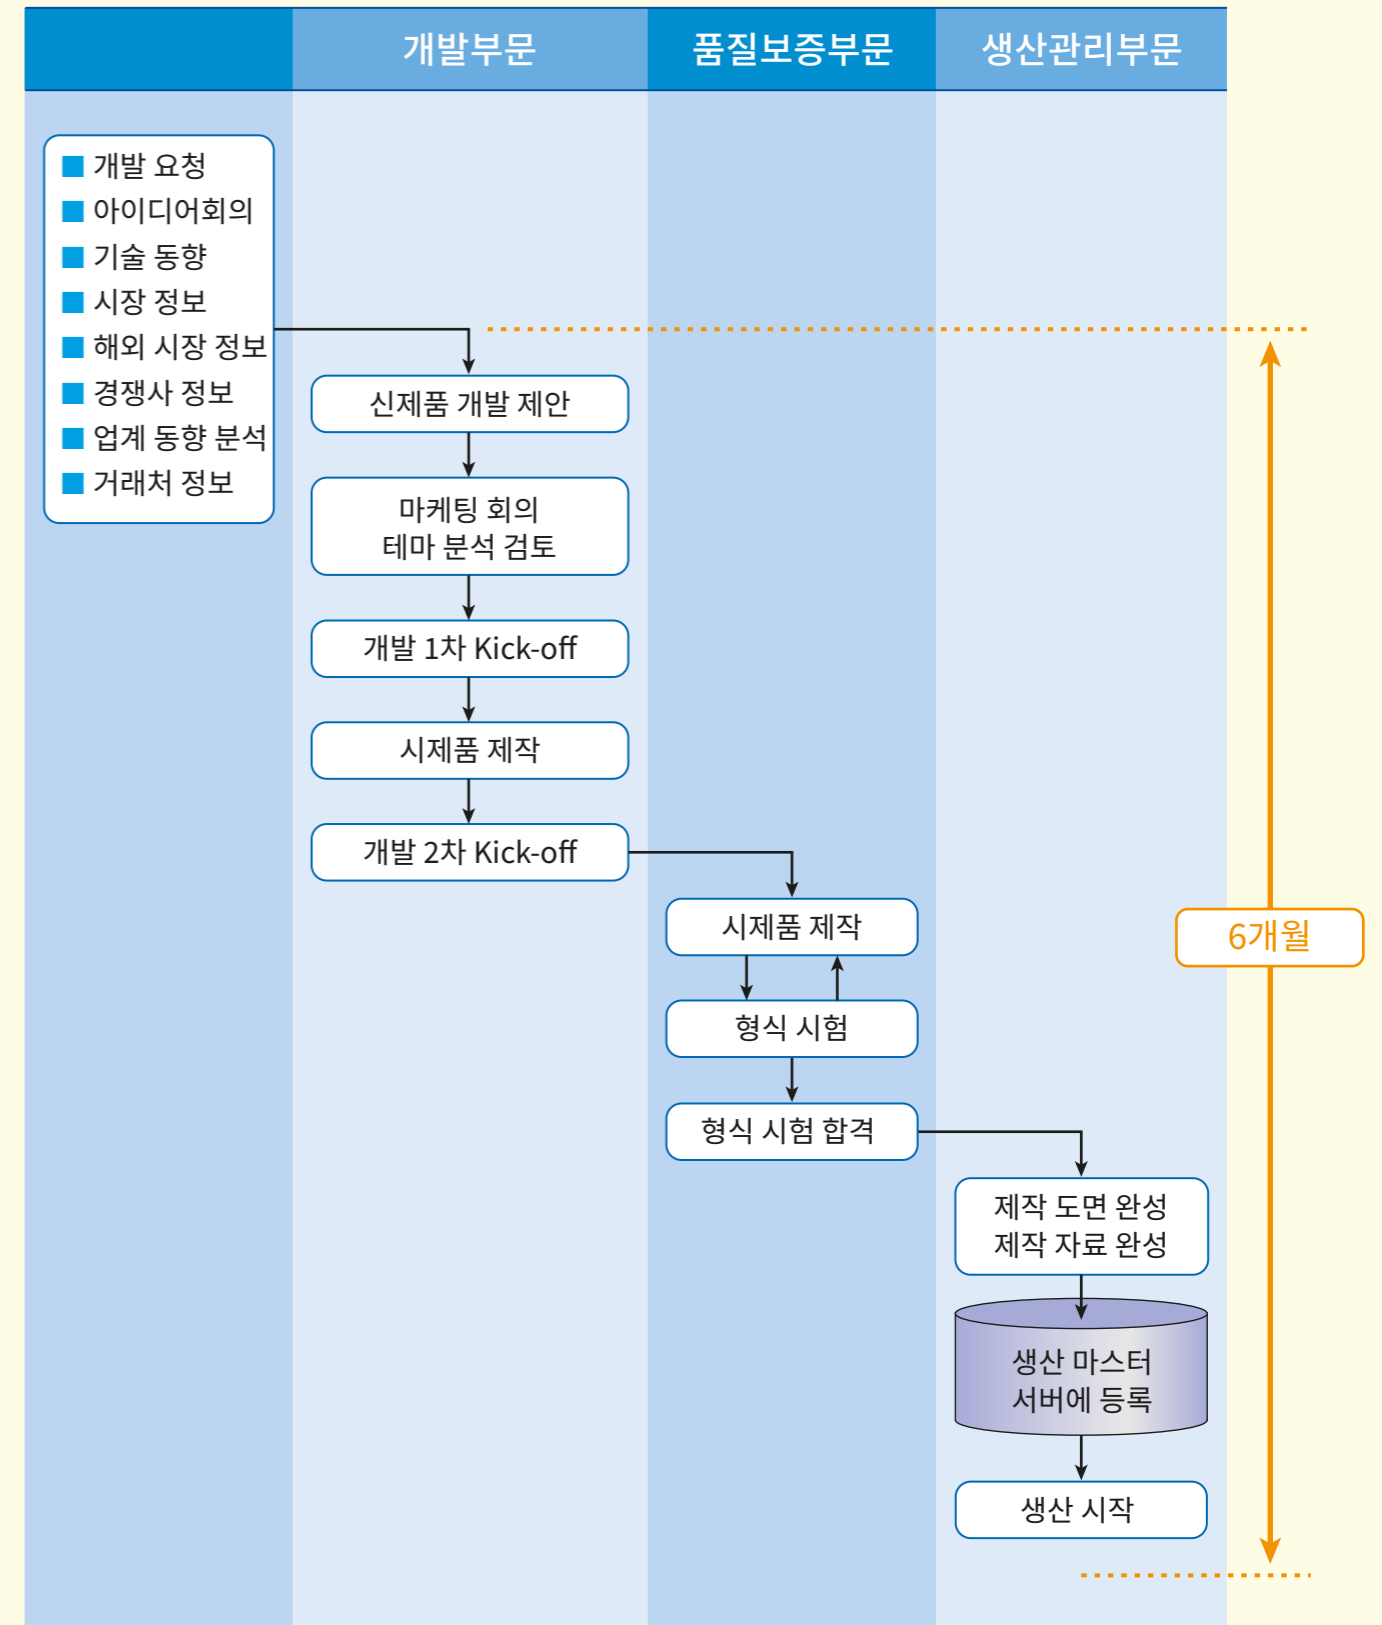 개발부문
품질보증부문
생산관리부문
개발 요청
아이디어회의
기술 동향
시장 정보
해외 시장 정보
경쟁사 정보
업계 동향 분석
거래처 정보
신제품 개발 제안
마케팅 회의
테마 분석 검토
개발 1차 Kick-off
시제품 제작
개발 2차 Kick-off
시제품 제작
형식 시험
형식 시험 합격
제작 도면 완성
제작 자료 완성
생산 마스터
서버에 등록
생산 시작
6개월